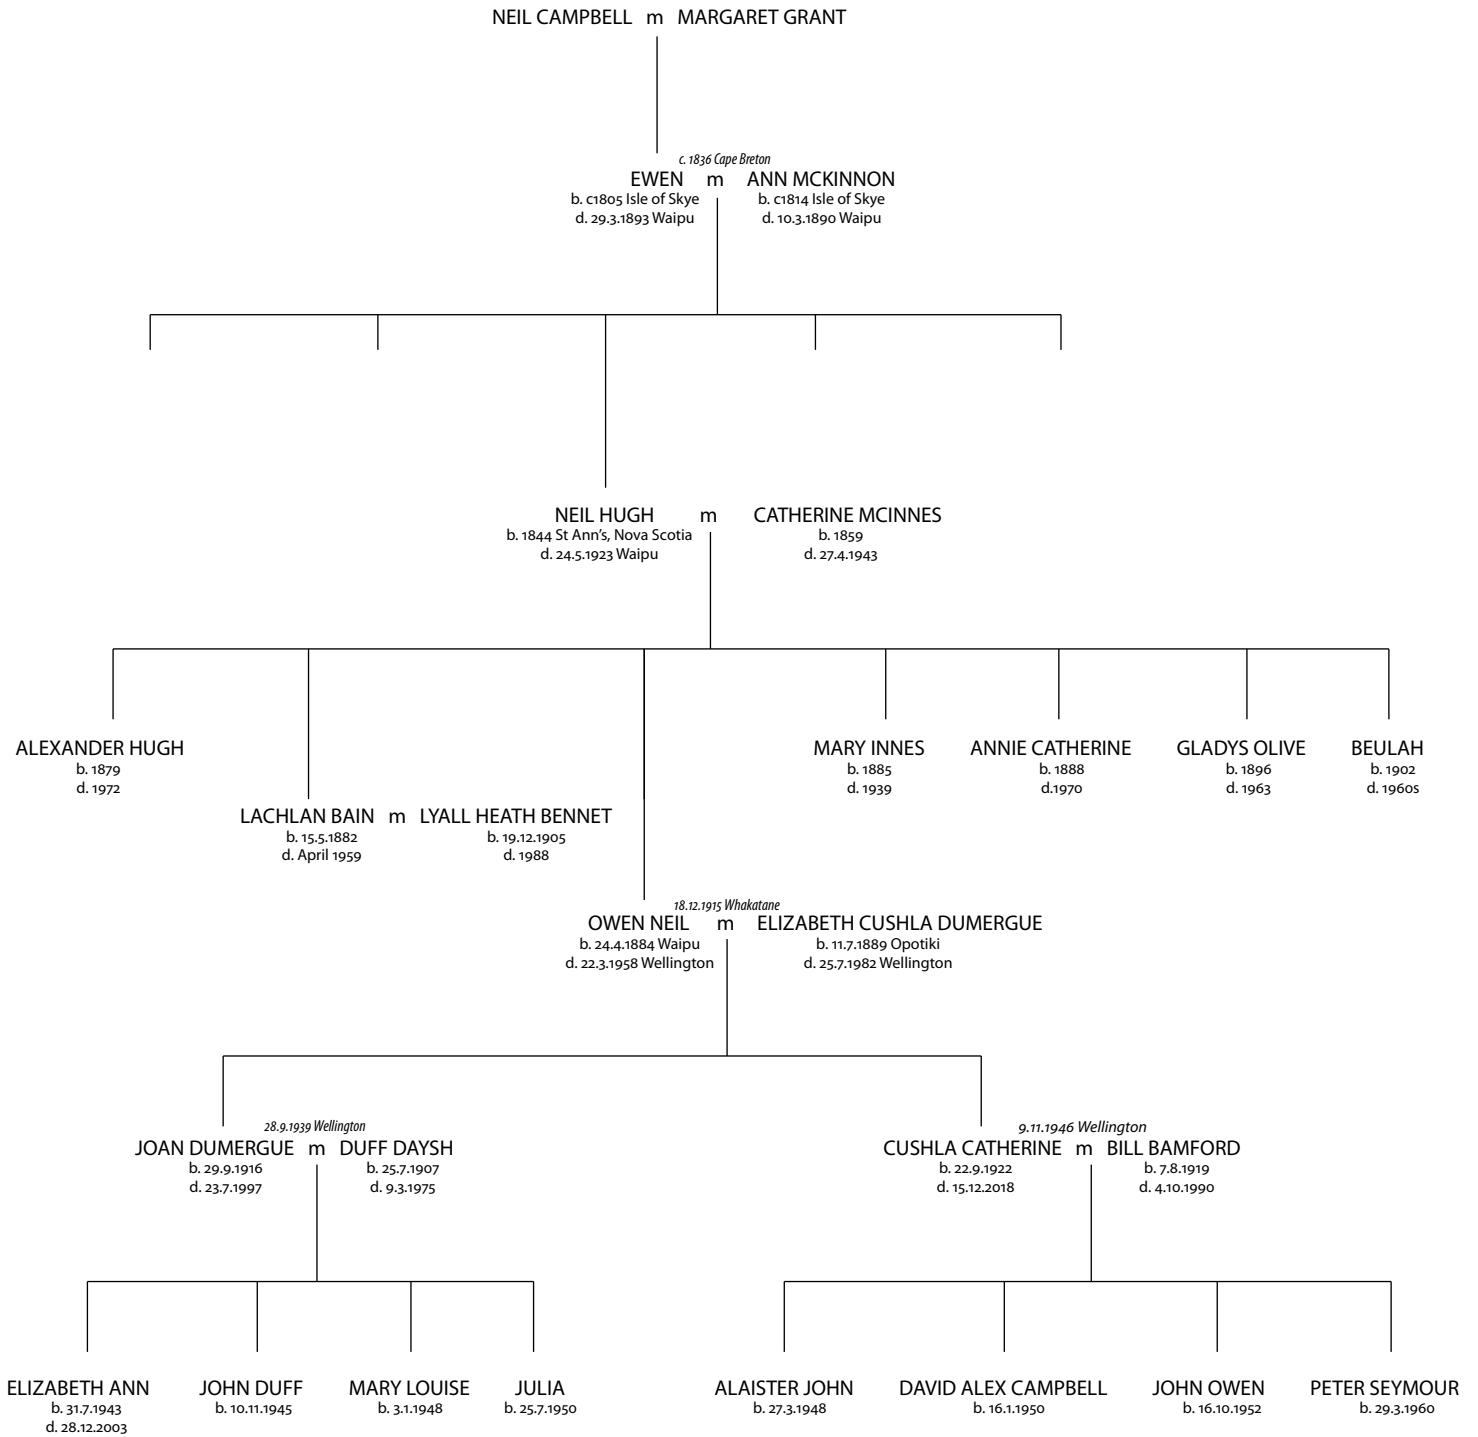 NEIL CAMPBELL m MARGARET GRANT
c. 1836 Cape Breton
EWEN m ANN MCKINNON
b. c1805 Isle of Skye b. c1814 Isle of Skye
d. 29.3.1893 Waipu d. 10.3.1890 Waipu
NEIL HUGH m CATHERINE MCINNES
b. 1844 St Ann's, Nova Scotia b. 1859
d. 24.5.1923 Waipu d. 27.4.1943
ALEXANDER HUGH
b. 1879
d. 1972
LACHLAN BAIN m LYALL HEATH BENNET
b. 15.5.1882 b. 19.12.1905
d. April 1959 d. 1988
MARY INNES
b. 1885
d. 1939
ANNIE CATHERINE
b. 1888
d.1970
GLADYS OLIVE
b. 1896
d. 1963
BEULAH
b. 1902
d. 1960s
18.12.1915 Whakatane
OWEN NEIL m ELIZABETH CUSHLA DUMERGUE
b. 24.4.1884 Waipu b. 11.7.1889 Opotiki
d. 22.3.1958 Wellington d. 25.7.1982 Wellington
28.9.1939 Wellington
JOAN DUMERGUE m DUFF DAYSH
b. 29.9.1916 b. 25.7.1907
d. 23.7.1997 d. 9.3.1975
9.11.1946 Wellington
CUSHLA CATHERINE m BILL BAMFORD
b. 22.9.1922 b. 7.8.1919
d. 15.12.2018 d. 4.10.1990
ELIZABETH ANN
b. 31.7.1943
d. 28.12.2003
JOHN DUFF
b. 10.11.1945
MARY LOUISE
b. 3.1.1948
JULIA
b. 25.7.1950
ALAISTER JOHN
b. 27.3.1948
DAVID ALEX CAMPBELL
b. 16.1.1950
JOHN OWEN
b. 16.10.1952
PETER SEYMOUR
b. 29.3.1960